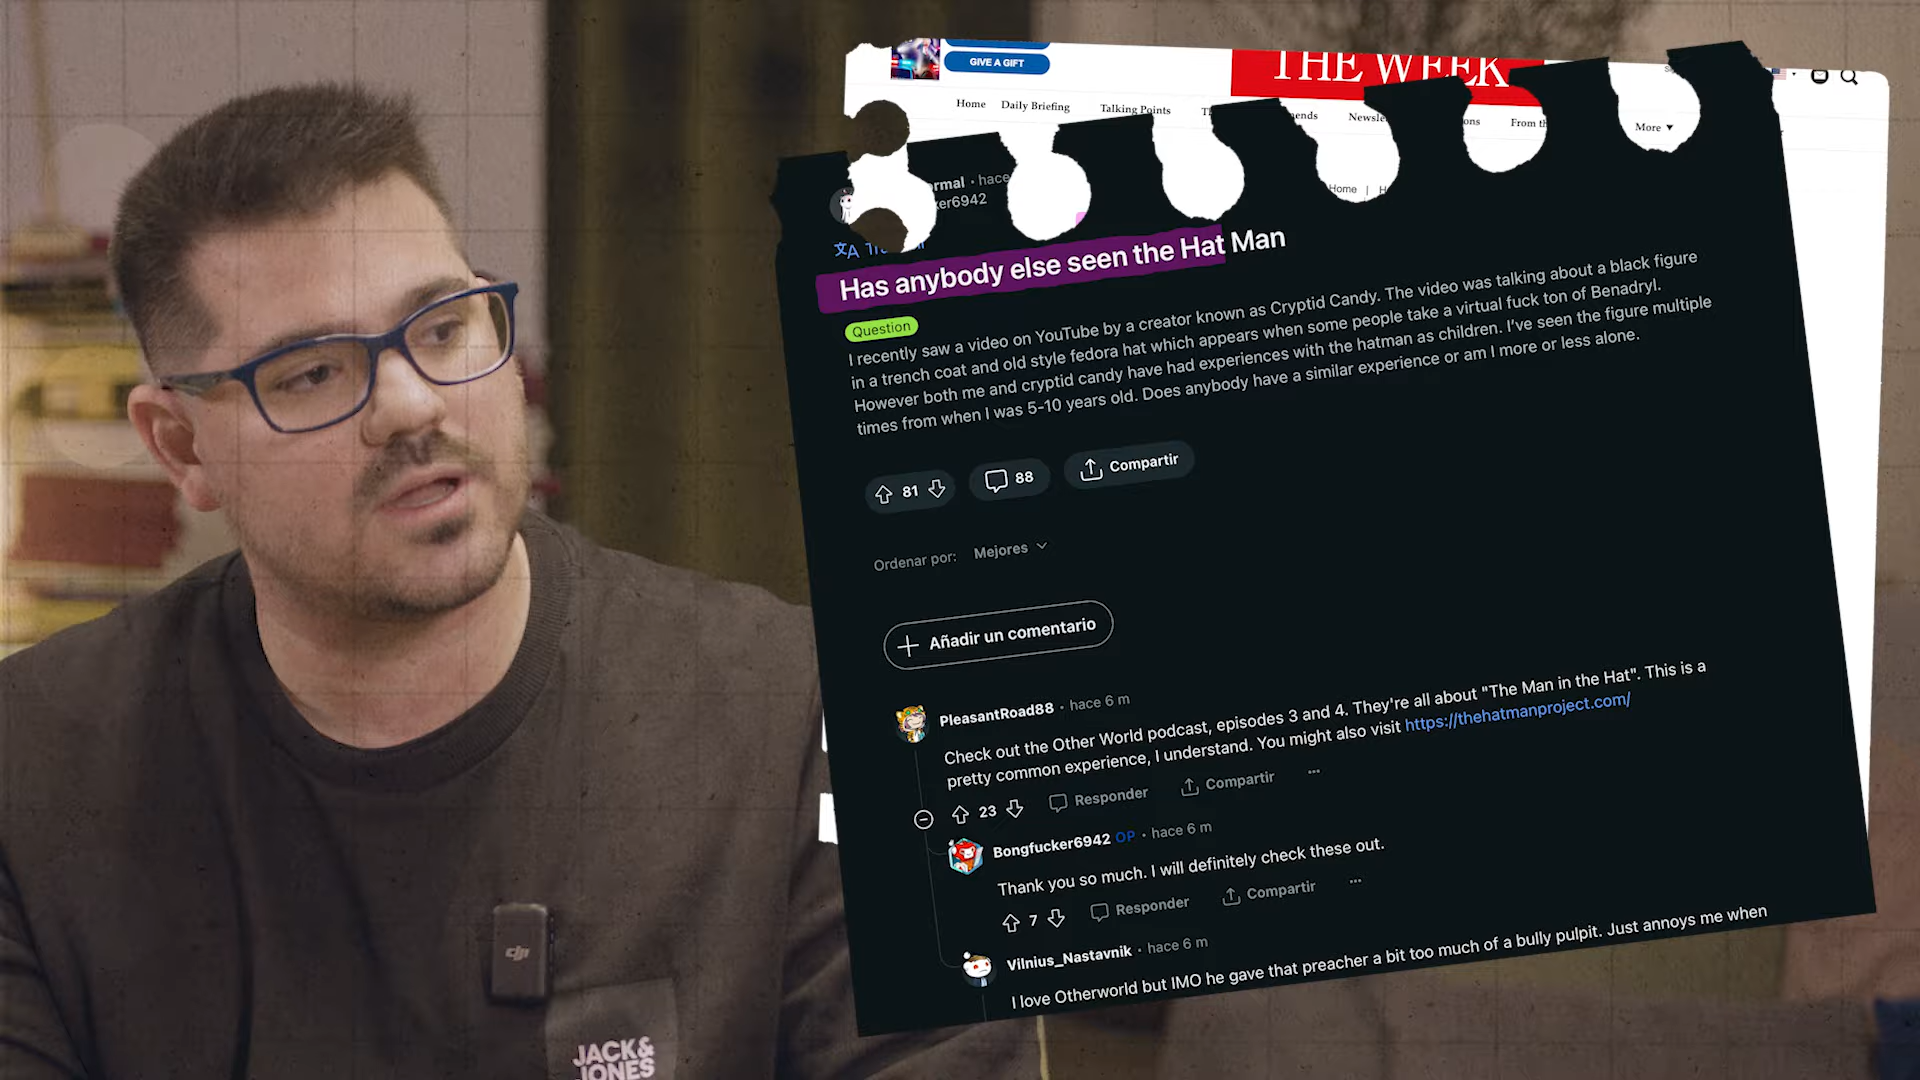 GIVE A GIFT
THE WEEK
Home Daily Briefing Talking Points
Newsle
From th
More
Home | H
ormal · hace
ker6942
Has anybody else seen the Hat Man
Question
I recently saw a video on YouTube by a creator known as Cryptid Candy. The video was talking about a black figure
in a trench coat and old style fedora hat which appears when some people take a virtual fuck ton of Benadryl.
However both me and cryptid candy have had experiences with the hatman as children. I've seen the figure multiple
times from when I was 5-10 years old. Does anybody have a similar experience or am I more or less alone.
81 88 Compartir
Ordenar por: Mejores
Añadir un comentario
PleasantRoad88 · hace 6 m
Check out the Other World podcast, episodes 3 and 4. They're all about "The Man in the Hat". This is a
pretty common experience, I understand. You might also visit https://thehatmanproject.com/
23 Responder Compartir ...
Bongfucker6942 OP · hace 6 m
Thank you so much. I will definitely check these out.
7 Responder Compartir ...
Vilnius_Nastavnik · hace 6 m
I love Otherworld but IMO he gave that preacher a bit too much of a bully pulpit. Just annoys me when
dji
JACK&
JONES